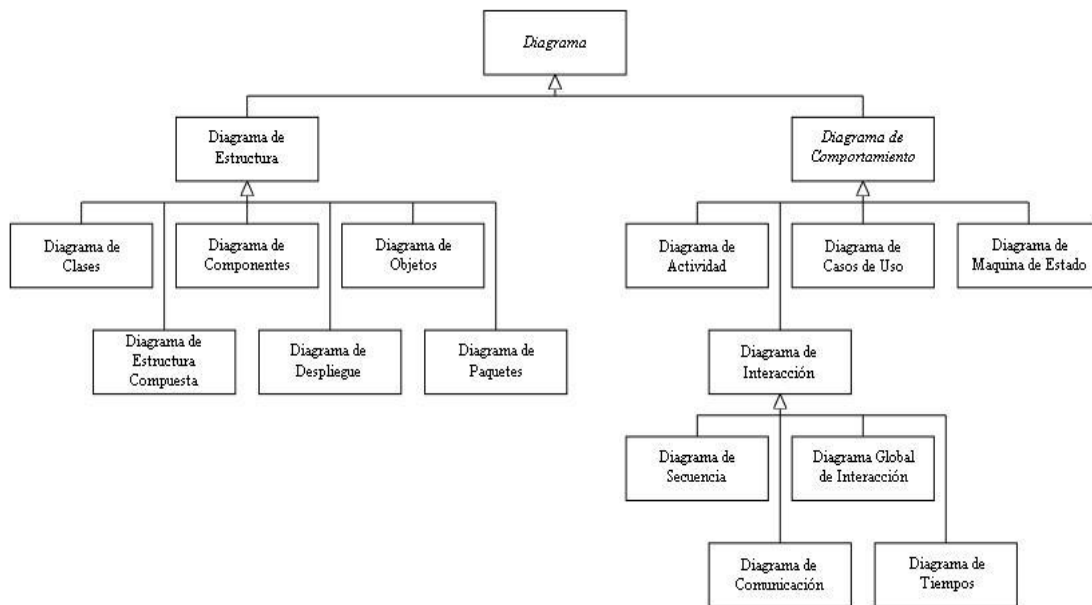 Diagrama
Diagrama de
Estructura
Diagrama de
Comportamiento
Diagrama de
Clases
Diagrama de
Componentes
Diagrama de
Objetos
Diagrama de
Actividad
Diagrama de
Casos de Uso
Diagrama de
Maquina de Estado
Diagrama de
Estructura
Compuesta
Diagrama de
Despliegue
Diagrama de
Paquetes
Diagrama de
Interacción
Diagrama de
Secuencia
Diagrama Global
de Interacción
Diagrama de
Comunicación
Diagrama de
Tiempos